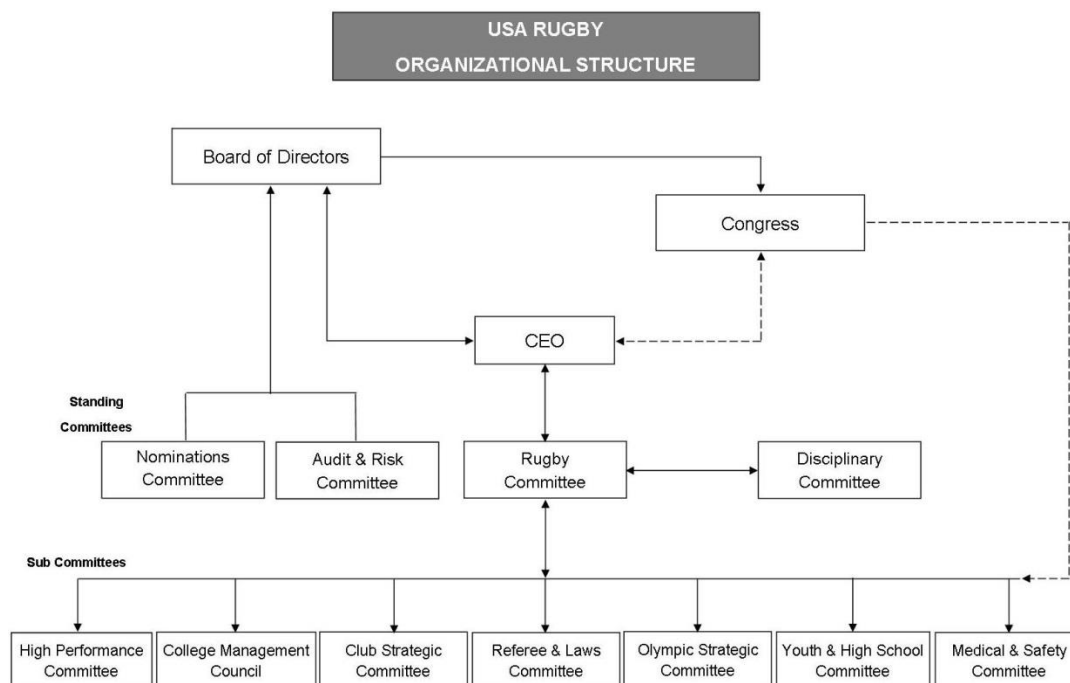 USA RUGBY
ORGANIZATIONAL STRUCTURE
Board of Directors
Congress
CEO
Standing
Committees
Nominations
Committee
Audit & Risk
Committee
Rugby
Committee
Disciplinary
Committee
Sub Committees
High Performance
Committee
College Management
Council
Club Strategic
Committee
Referee & Laws
Committee
Olympic Strategic
Committee
Youth & High School
Committee
Medical & Safety
Committee